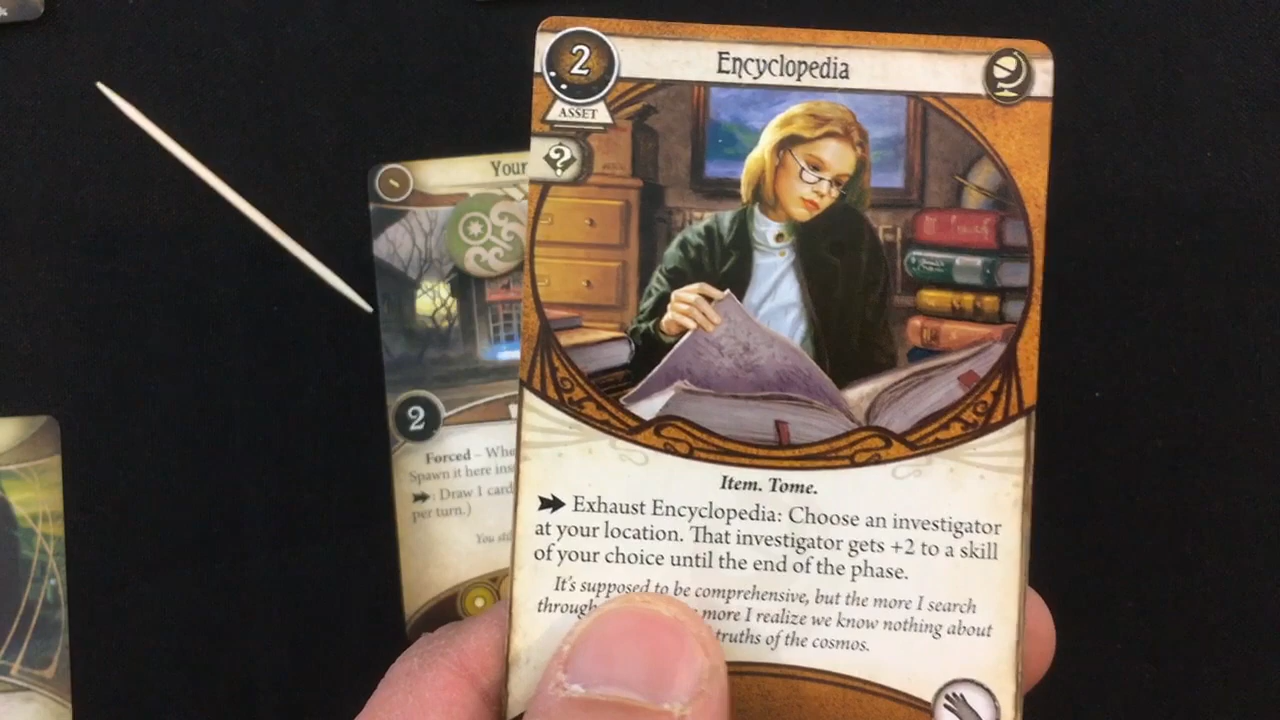 2
Encyclopedia
ASSET
?
Item. Tome.
Exhaust Encyclopedia: Choose an investigator
at your location. That investigator gets +2 to a skill
of your choice until the end of the phase.
It's supposed to be comprehensive, but the more I search
through more I realize we know nothing about
truths of the cosmos.
Your
2
Forced – Whe
Spawn it here ins
: Draw 1 card
per turn.)
You